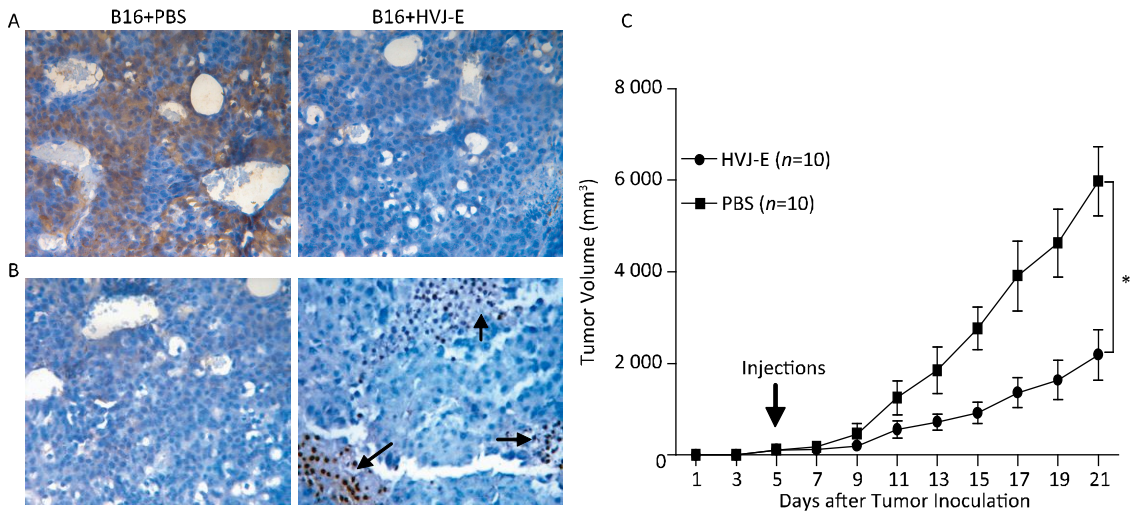 A
B16+PBS
B16+HVJ-E
B
C
8 000
6 000
4 000
2 000
0
Tumor Volume (mm³)
HVJ-E (n=10)
PBS (n=10)
Injections
*
1 3 5 7 9 11 13 15 17 19 21
Days after Tumor Inoculation